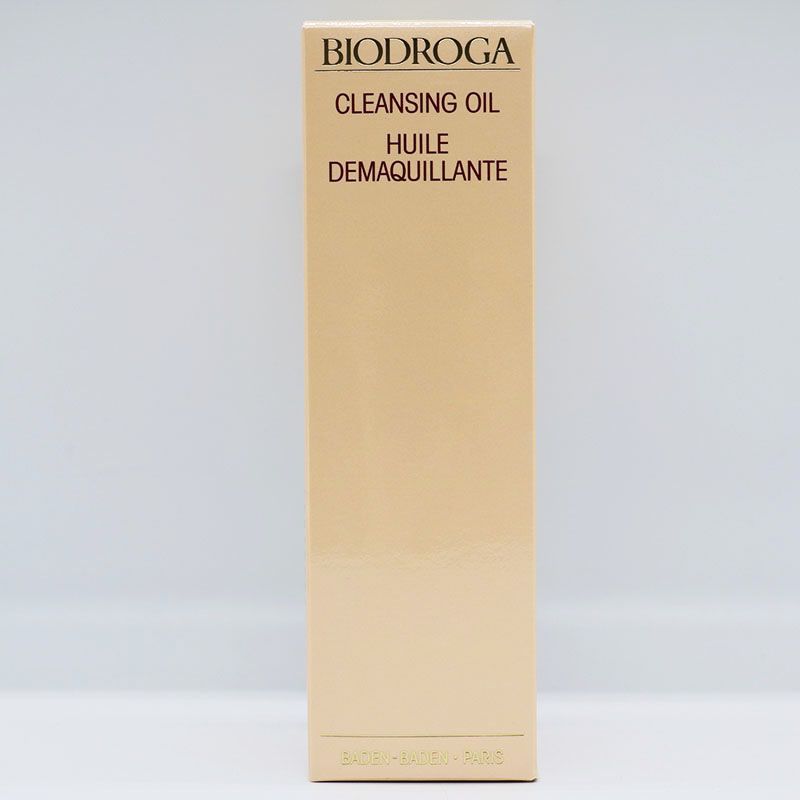 BIODROGA
CLEANSING OIL
HUILE
DEMAQUILLANTE
BADEN-BADEN · PARIS